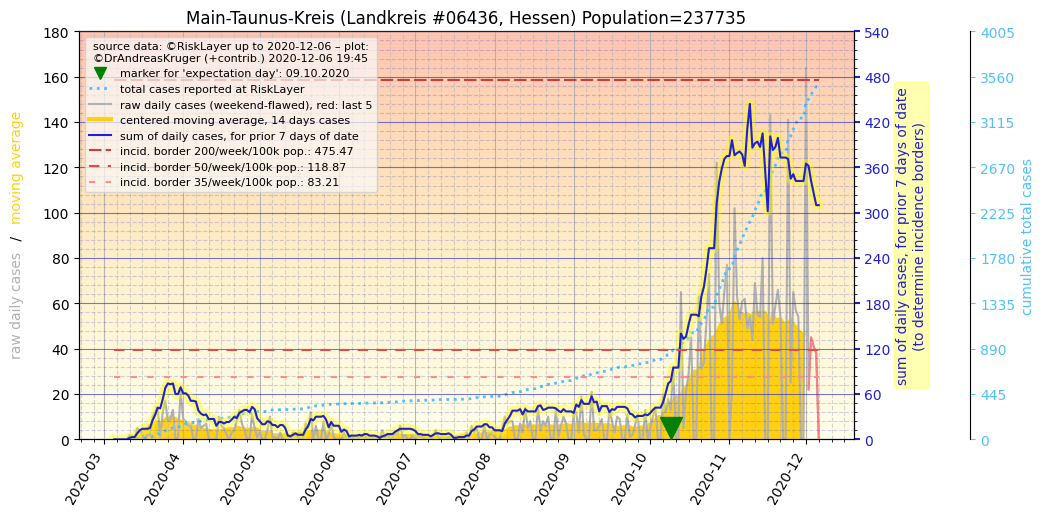 Main-Taunus-Kreis (Landkreis #06436, Hessen) Population=237735
source data: ©RiskLayer up to 2020-12-06 – plot:
©DrAndreasKruger (+contrib.) 2020-12-06 19:45
marker for 'expectation day': 09.10.2020
total cases reported at RiskLayer
raw daily cases (weekend-flawed), red: last 5
centered moving average, 14 days cases
sum of daily cases, for prior 7 days of date
incid. border 200/week/100k pop.: 475.47
incid. border 50/week/100k pop.: 118.87
incid. border 35/week/100k pop.: 83.21
raw daily cases / moving average
180
160
140
120
100
80
60
40
20
0
2020-03
2020-04
2020-05
2020-06
2020-07
2020-08
2020-09
2020-10
2020-11
2020-12
540
480
420
360
300
240
180
120
60
0
sum of daily cases, for prior 7 days of date
(to determine incidence borders)
4005
3560
3115
2670
2225
1780
1335
890
445
0
cumulative total cases